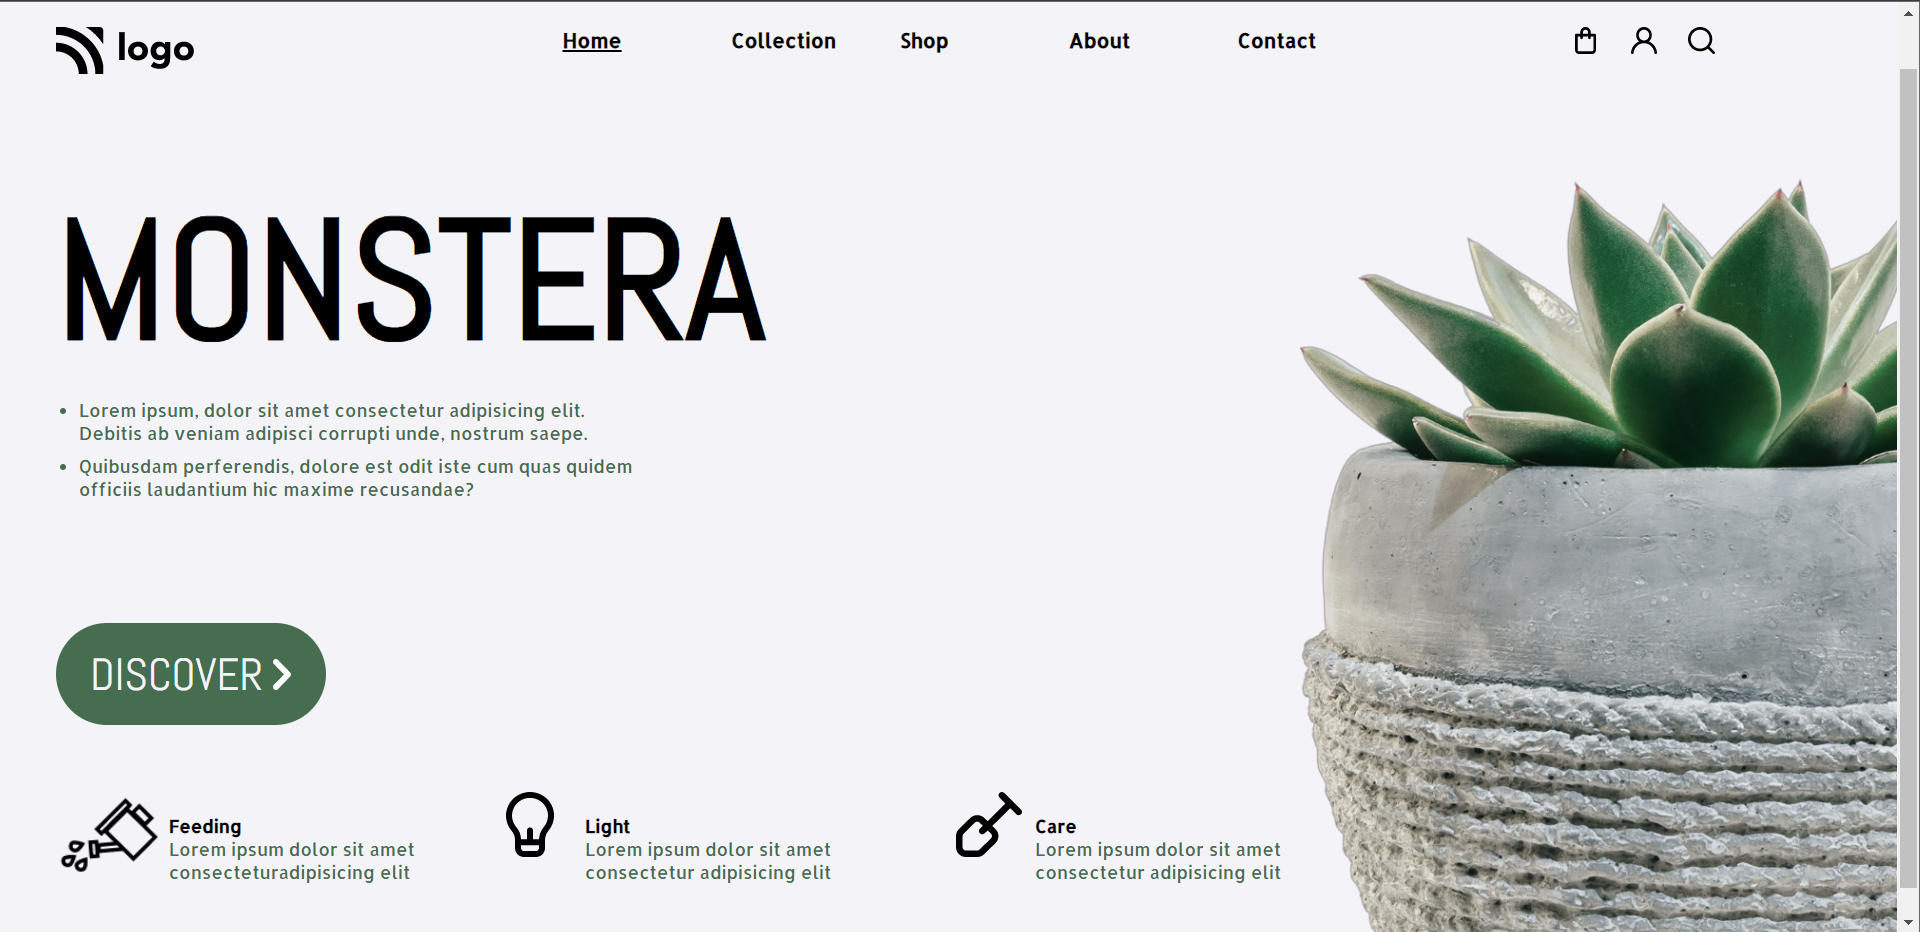 logo
Home Collection Shop About Contact
MONSTERA
Lorem ipsum, dolor sit amet consectetur adipisicing elit.
Debitis ab veniam adipisci corrupti unde, nostrum saepe.
Quibusdam perferendis, dolore est odit iste cum quas quidem
officiis laudantium hic maxime recusandae?
DISCOVER
Feeding
Lorem ipsum dolor sit amet
consecteturadipisicing elit
Light
Lorem ipsum dolor sit amet
consectetur adipisicing elit
Care
Lorem ipsum dolor sit amet
consectetur adipisicing elit